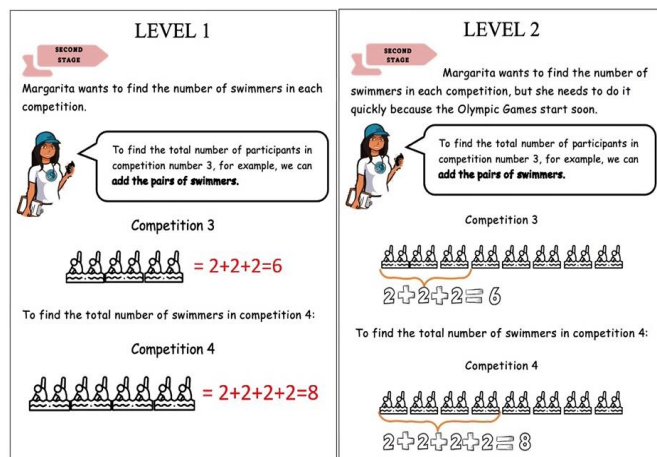 LEVEL 1
SECOND
STAGE
Margarita wants to find the number of swimmers in each
competition.
To find the total number of participants in
competition number 3, for example, we can
add the pairs of swimmers.
Competition 3
= 2+2+2=6
To find the total number of swimmers in competition 4:
Competition 4
= 2+2+2+2=8
LEVEL 2
SECOND
STAGE
Margarita wants to find the number of
swimmers in each competition, but she needs to do it
quickly because the Olympic Games start soon.
To find the total number of participants in
competition number 3, for example, we can
add the pairs of swimmers.
Competition 3
2+2+2=6
To find the total number of swimmers in competition 4:
Competition 4
2+2+2+2=8